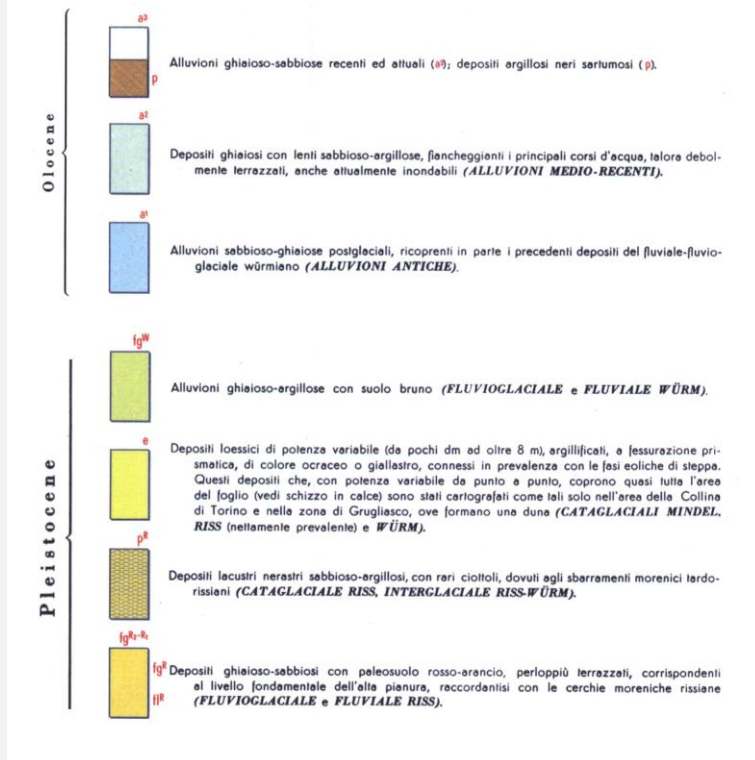 Olocene
a³
p
Alluvioni ghiaioso-sabbiose recenti ed attuali (a³); depositi argillosi neri sartumosi (p).
a²
Depositi ghiaiosi con lenti sabbioso-argillose, fiancheggianti i principali corsi d'acqua, talora debol-
mente terrazzati, anche attualmente inondabili (ALLUVIONI MEDIO-RECENTI).
a¹
Alluvioni sabbioso-ghiaiose postglaciali, ricoprenti in parte i precedenti depositi del fluviale-fluvio-
glaciale würmiano (ALLUVIONI ANTICHE).
Pleistocene
fgᵂ
Alluvioni ghiaioso-argillose con suolo bruno (FLUVIOGLACIALE e FLUVIALE WÜRM).
e
Depositi loessici di potenza variabile (da pochi dm ad oltre 8 m), argillificati, a fessurazione pri-
smatica, di colore ocraceo o giallastro, connessi in prevalenza con le fasi eoliche di steppa.
Questi depositi che, con potenza variabile da punto a punto, coprono quasi tutta l'area
del foglio (vedi schizzo in calce) sono stati cartografati come tali solo nell'area della Collina
di Torino e nella zona di Grugliasco, ove formano una duna (CATAGLACIALI MINDEL,
RISS (nettamente prevalente) e WÜRM).
pᴿ
Depositi lacustri nerastri sabbioso-argillosi, con rari ciottoli, dovuti agli sbarramenti morenici tardo-
rissiani (CATAGLACIALE RISS, INTERGLACIALE RISS-WÜRM).
fgᴿ²⁻ᴿ¹
fgᴿ
flᴿ
Depositi ghiaioso-sabbiosi con paleosuolo rosso-arancio, perloppiù terrazzati, corrispondenti
al livello fondamentale dell'alta pianura, raccordantisi con le cerchie moreniche rissiane
(FLUVIOGLACIALE e FLUVIALE RISS).